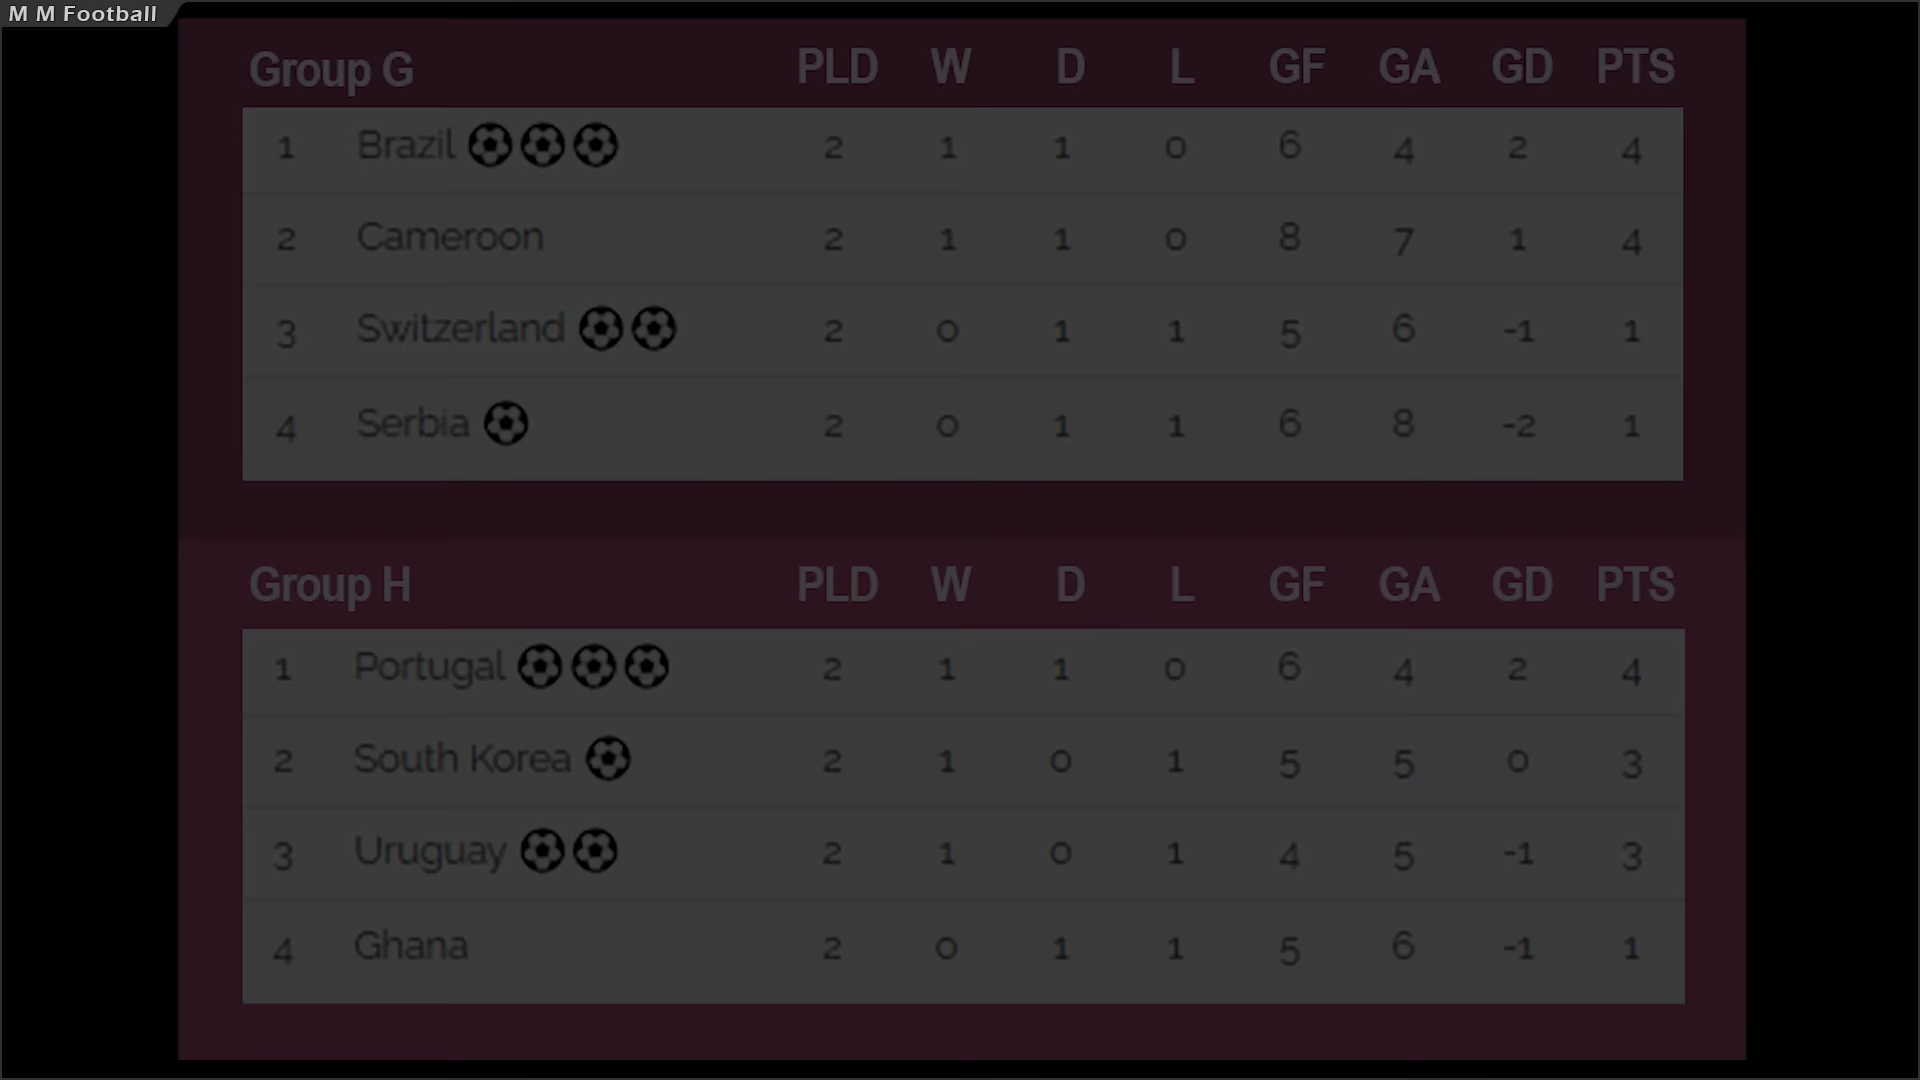 M M Football
Group G PLD W D L GF GA GD PTS
1 Brazil 2 1 1 0 6 4 2 4
2 Cameroon 2 1 1 0 8 7 1 4
3 Switzerland 2 0 1 1 5 6 -1 1
4 Serbia 2 0 1 1 6 8 -2 1
Group H PLD W D L GF GA GD PTS
1 Portugal 2 1 1 0 6 4 2 4
2 South Korea 2 1 0 1 5 5 0 3
3 Uruguay 2 1 0 1 4 5 -1 3
4 Ghana 2 0 1 1 5 6 -1 1